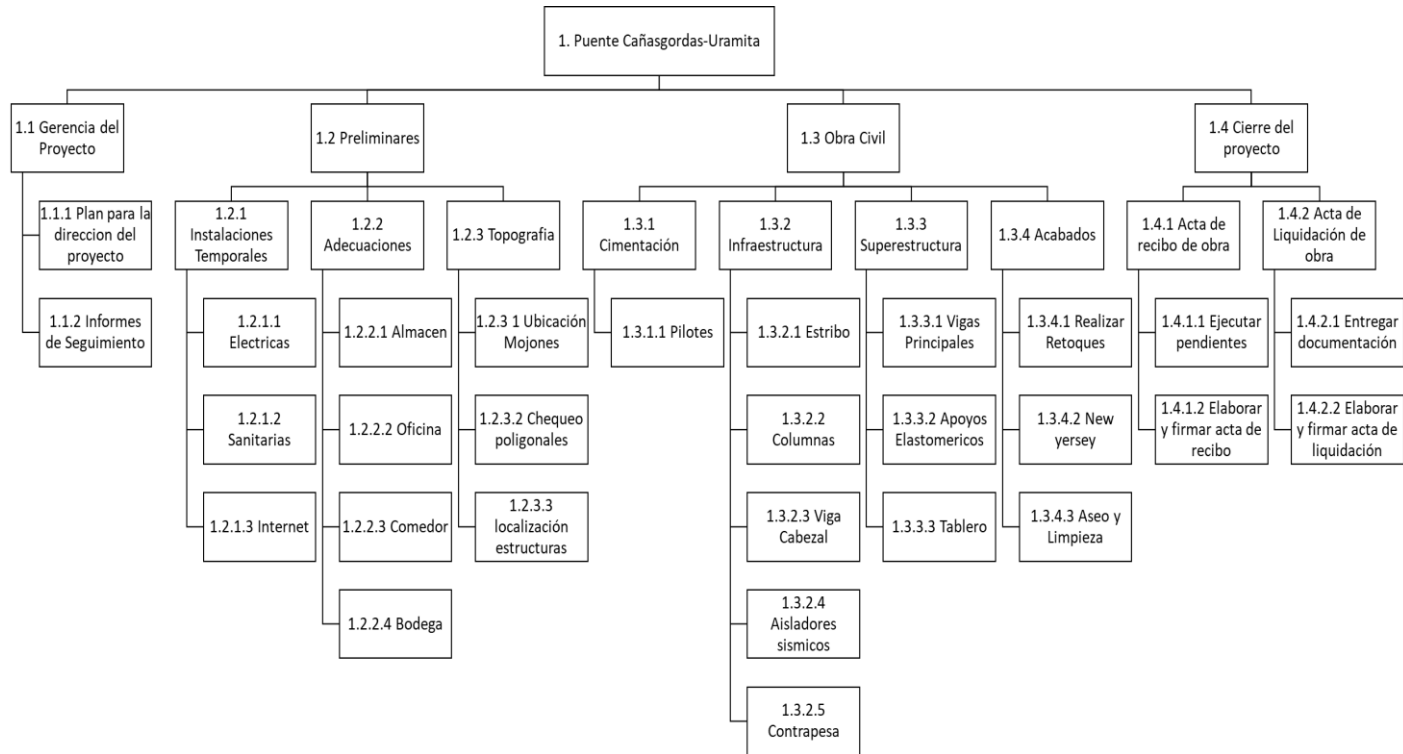 1. Puente Cañasgordas-Uramita
1.1 Gerencia del
Proyecto
1.2 Preliminares
1.3 Obra Civil
1.4 Cierre del
proyecto
1.1.1 Plan para la
direccion del
proyecto
1.1.2 Informes
de Seguimiento
1.2.1
Instalaciones
Temporales
1.2.1.1
Electricas
1.2.1.2
Sanitarias
1.2.1.3 Internet
1.2.2
Adecuaciones
1.2.2.1 Almacen
1.2.2.2 Oficina
1.2.2.3 Comedor
1.2.2.4 Bodega
1.2.3 Topografia
1.2.3 1 Ubicación
Mojones
1.2.3.2 Chequeo
poligonales
1.2.3.3
localización
estructuras
1.3.1
Cimentación
1.3.1.1 Pilotes
1.3.2
Infraestructura
1.3.2.1 Estribo
1.3.2.2
Columnas
1.3.2.3 Viga
Cabezal
1.3.2.4
Aisladores
sismicos
1.3.2.5
Contrapesa
1.3.3
Superestructura
1.3.3.1 Vigas
Principales
1.3.3.2 Apoyos
Elastomericos
1.3.3.3 Tablero
1.3.4 Acabados
1.3.4.1 Realizar
Retoques
1.3.4.2 New
yersey
1.3.4.3 Aseo y
Limpieza
1.4.1 Acta de
recibo de obra
1.4.1.1 Ejecutar
pendientes
1.4.1.2 Elaborar
y firmar acta de
recibo
1.4.2 Acta de
Liquidación de
obra
1.4.2.1 Entregar
documentación
1.4.2.2 Elaborar
y firmar acta de
liquidación